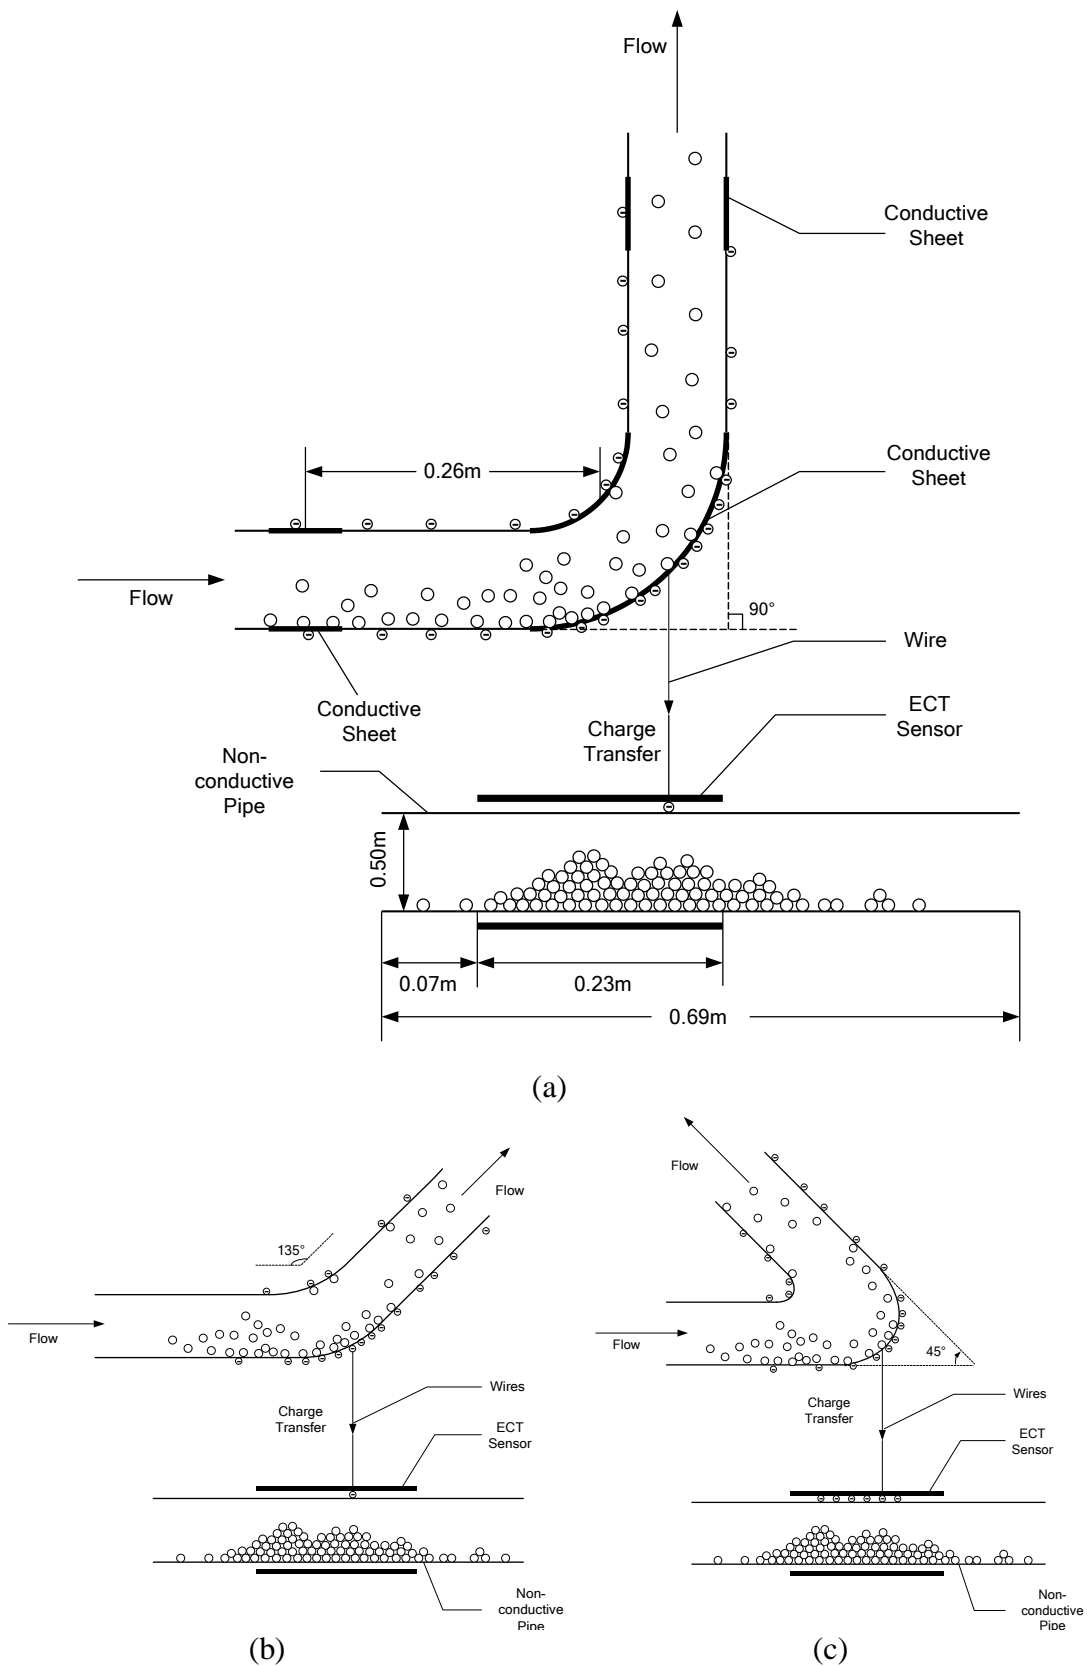 Flow
Conductive
Sheet
Conductive
Sheet
0.26m
Flow
90°
Wire
Conductive
Sheet
ECT
Sensor
Charge
Transfer
Non-
conductive
Pipe
0.50m
0.07m
0.23m
0.69m
(a)
Flow
135°
Flow
Wires
Charge
Transfer
ECT
Sensor
Non-
conductive
Pipe
(b)
Flow
Flow
45°
Wires
Charge
Transfer
ECT
Sensor
Non-
conductive
Pipe
(c)